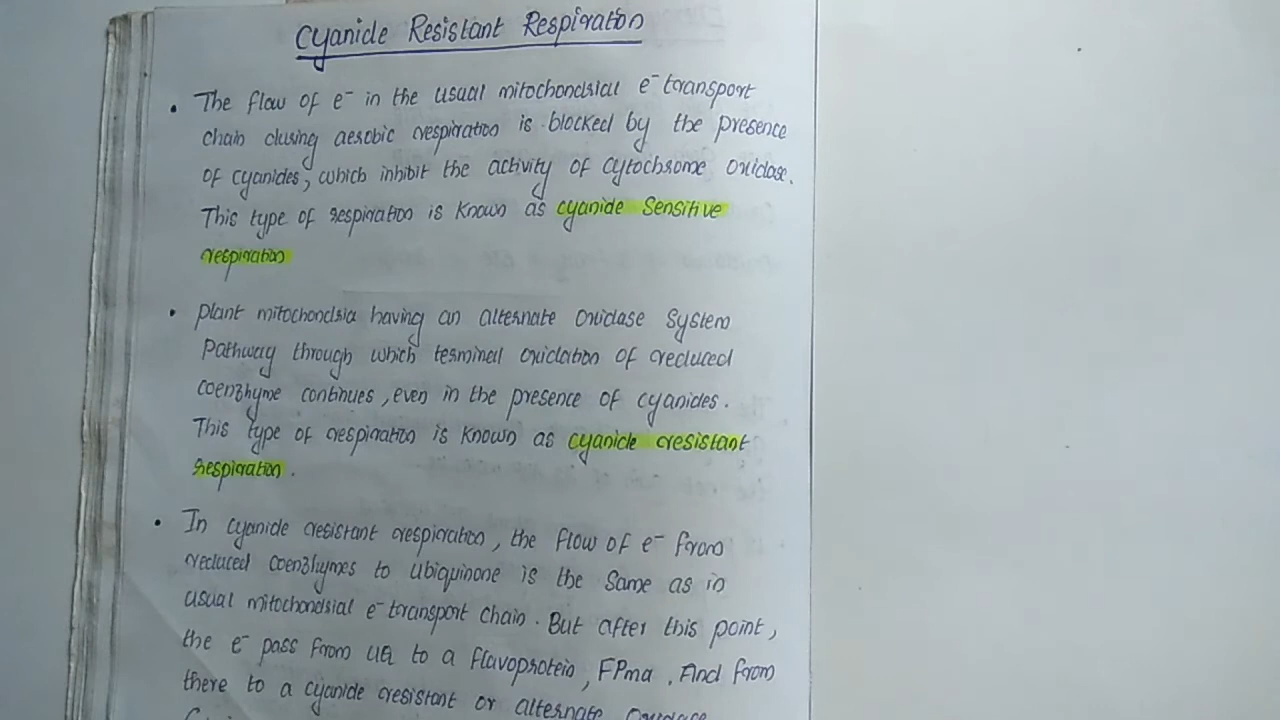 Cyanide Resistant Respiration
• The flow of e⁻ in the usual mitochondrial e⁻ transport
chain during aerobic respiration is blocked by the presence
of cyanides, which inhibit the activity of cytochrome oxidase.
This type of respiration is known as cyanide sensitive
respiration
• Plant mitochondria having an alternate oxidase system
pathway through which terminal oxidation of reduced
coenzhyme continues, even in the presence of cyanides.
This type of respiration is known as cyanide resistant
respiration.
• In cyanide resistant respiration, the flow of e⁻ from
reduced coenzhymes to ubiquinone is the same as in
usual mitochondrial e⁻ transport chain. But after this point,
the e⁻ pass from UQ to a flavoprotein, FPma. And from
there to a cyanide resistant or alternate oxidase